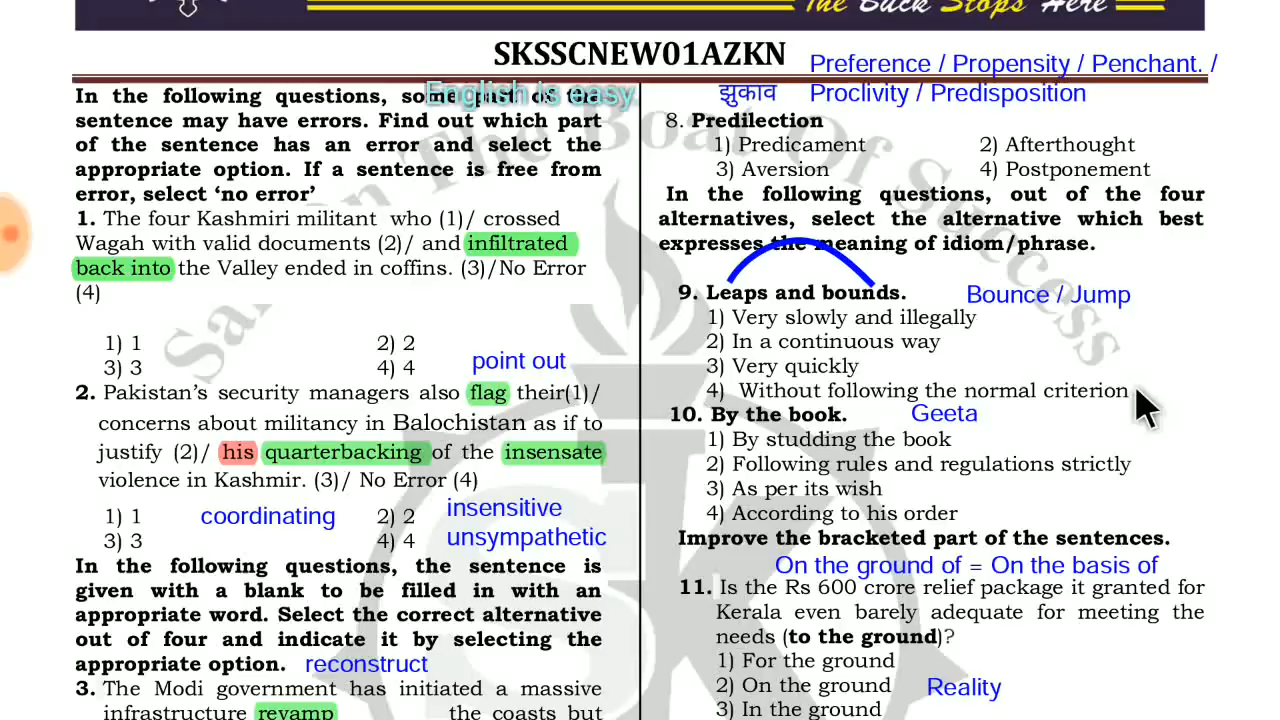 The Buck Stops Here
SKSSCNEW01AZKN
Preference / Propensity / Penchant. /
झुकाव Proclivity / Predisposition
English is easy
In the following questions, some part of the
sentence may have errors. Find out which part
of the sentence has an error and select the
appropriate option. If a sentence is free from
error, select ‘no error’
1. The four Kashmiri militant who (1)/ crossed
Wagah with valid documents (2)/ and infiltrated
back into the Valley ended in coffins. (3)/No Error
(4)
1) 1 2) 2
3) 3 4) 4
point out
2. Pakistan’s security managers also flag their(1)/
concerns about militancy in Balochistan as if to
justify (2)/ his quarterbacking of the insensate
violence in Kashmir. (3)/ No Error (4)
1) 1 coordinating 2) 2 insensitive
3) 3 4) 4 unsympathetic
In the following questions, the sentence is
given with a blank to be filled in with an
appropriate word. Select the correct alternative
out of four and indicate it by selecting the
appropriate option. reconstruct
3. The Modi government has initiated a massive
infrastructure revamp ______ the coasts but
8. Predilection
1) Predicament 2) Afterthought
3) Aversion 4) Postponement
In the following questions, out of the four
alternatives, select the alternative which best
expresses the meaning of idiom/phrase.
9. Leaps and bounds. Bounce / Jump
1) Very slowly and illegally
2) In a continuous way
3) Very quickly
4) Without following the normal criterion
10. By the book. Geeta
1) By studding the book
2) Following rules and regulations strictly
3) As per its wish
4) According to his order
Improve the bracketed part of the sentences.
On the ground of = On the basis of
11. Is the Rs 600 crore relief package it granted for
Kerala even barely adequate for meeting the
needs (to the ground)?
1) For the ground
2) On the ground Reality
3) In the ground
The Boat Of Success